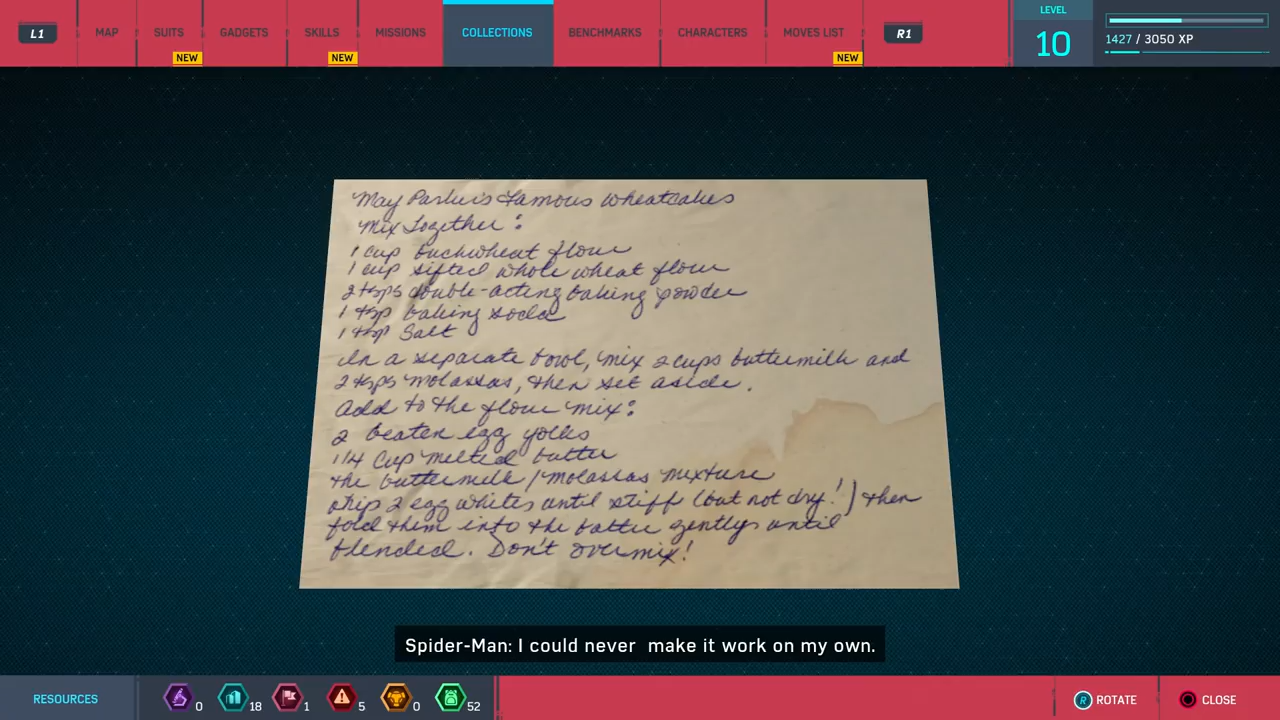 L1 MAP SUITS GADGETS SKILLS MISSIONS COLLECTIONS BENCHMARKS CHARACTERS MOVES LIST R1
NEW NEW NEW
LEVEL
10
1427 / 3050 XP
May Parker's Famous Wheatcakes
Mix Together:
1 cup buckwheat flour
1 cup sifted whole wheat flour
2 tsps double-acting baking powder
1 tsp baking soda
1 tsp Salt
In a separate bowl, mix 2 cups buttermilk and
2 tsps molassas, then set aside.
Add to the flour mix:
2 beaten egg yolks
1/4 Cup melted butter
the buttermilk/molassas mixture
whip 2 egg whites until stiff (but not dry!) then
fold them into the batter gently until
blended. Don't overmix!
Spider-Man: I could never make it work on my own.
RESOURCES 0 18 1 5 0 52
R ROTATE CLOSE